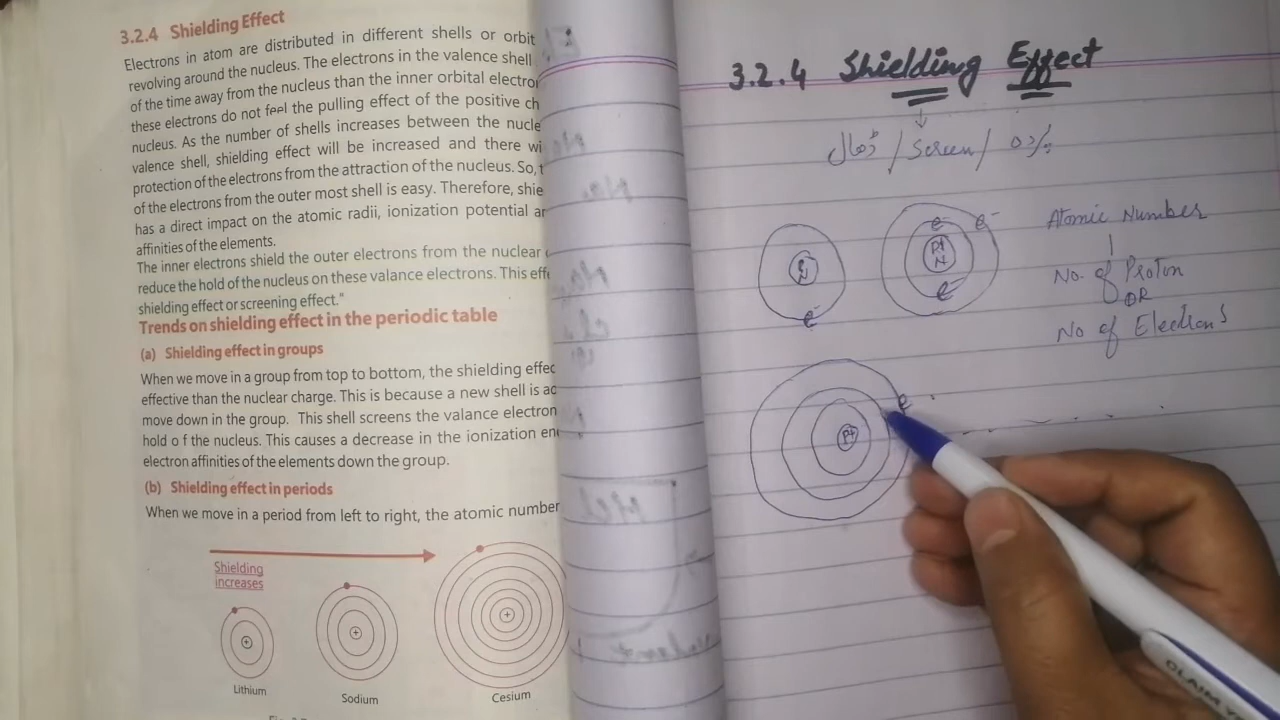 3.2.4 Shielding Effect
Electrons in atom are distributed in different shells or orbit
revolving around the nucleus. The electrons in the valence shell
of the time away from the nucleus than the inner orbital electro
these electrons do not feel the pulling effect of the positive ch
nucleus. As the number of shells increases between the nucle
valence shell, shielding effect will be increased and there wi
protection of the electrons from the attraction of the nucleus. So, t
of the electrons from the outer most shell is easy. Therefore, shie
has a direct impact on the atomic radii, ionization potential ar
affinities of the elements.
The inner electrons shield the outer electrons from the nuclear
reduce the hold of the nucleus on these valance electrons. This eff
shielding effect or screening effect."
Trends on shielding effect in the periodic table
(a) Shielding effect in groups
When we move in a group from top to bottom, the shielding effec
effective than the nuclear charge. This is because a new shell is ac
move down in the group. This shell screens the valance electron
hold o f the nucleus. This causes a decrease in the ionization en
electron affinities of the elements down the group.
(b) Shielding effect in periods
When we move in a period from left to right, the atomic number
Shielding
increases
+
+
+
Lithium
Sodium
Cesium
3.2.4 Shielding Effect
ڈھال / Screen / پردہ
N
e-
e- e-
P+
N
e-
Atomic Number
No. of Proton
OR
No of Electrons
e-
P+